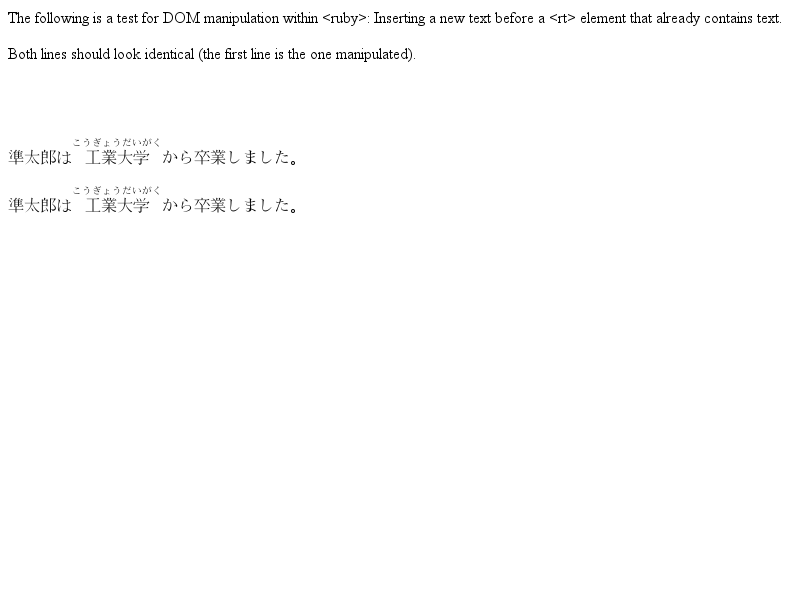 The following is a test for DOM manipulation within <ruby>: Inserting a new text before a <rt> element that already contains text.
Both lines should look identical (the first line is the one manipulated).
こうぎょうだいがく
準太郎は 工業大学 から卒業しました。
こうぎょうだいがく
準太郎は 工業大学 から卒業しました。